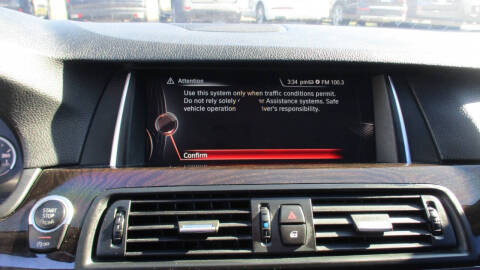 Attention
3:34 pm FM 100.3
Use this system only when traffic conditions permit.
Do not rely solely er Assistance systems. Safe
vehicle operation iver's responsibility.
Confirm
START
STOP